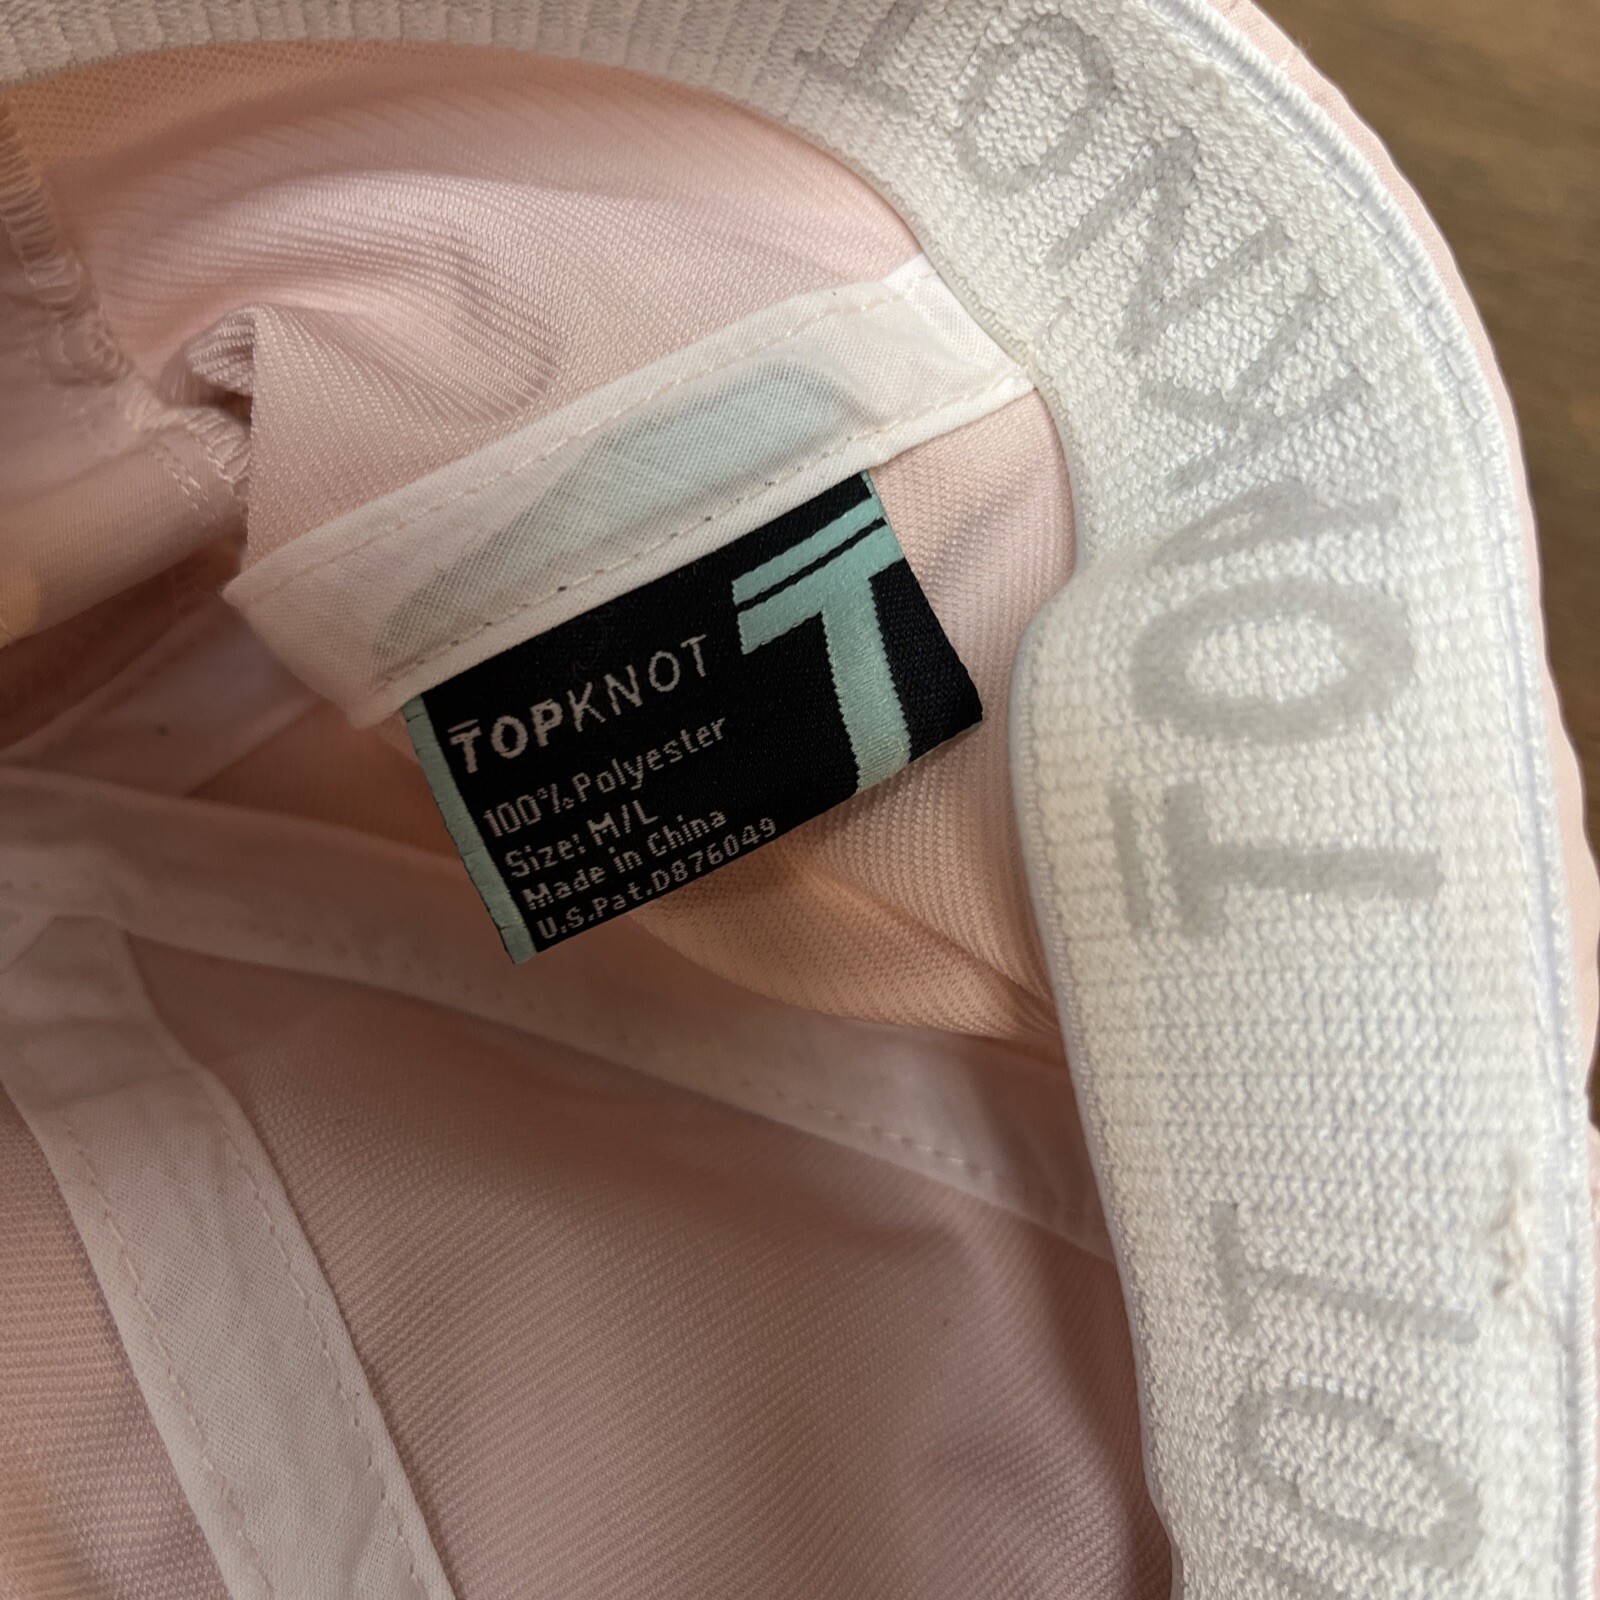 TOPKNOT
100% Polyester
Size: M/L
Made in China
U.S.Pat.D876049
T
TOPKNOT
TOPKNOT